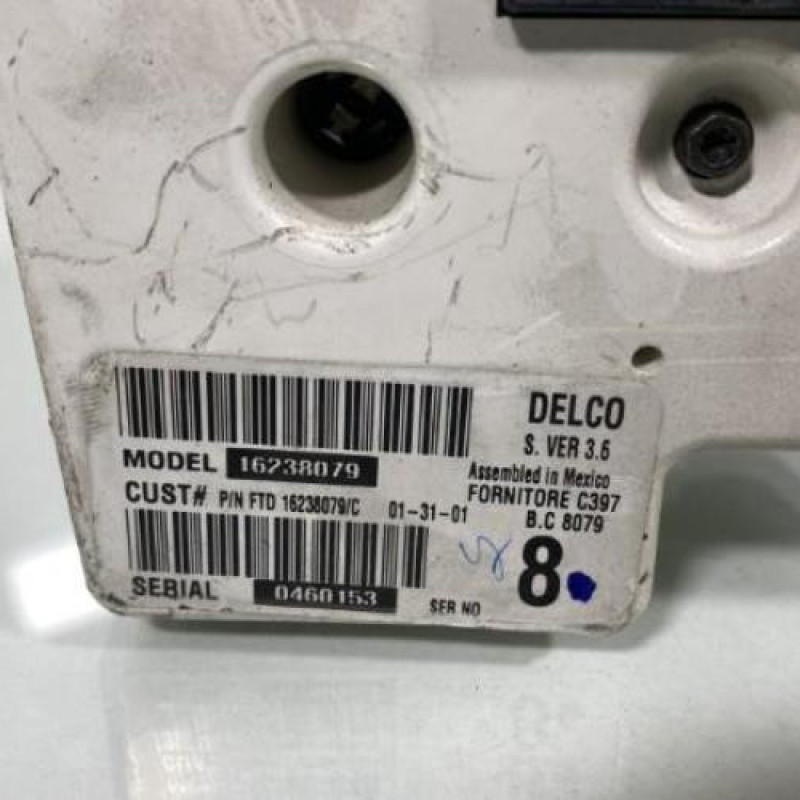 DELCO
S. VER 3.6
MODEL 16238079
Assembled in Mexico
CUST# P/N FTD 16238079/C 01-31-01
FORNITORE C397
B.C 8079
8
SERIAL 0460153 SER NO